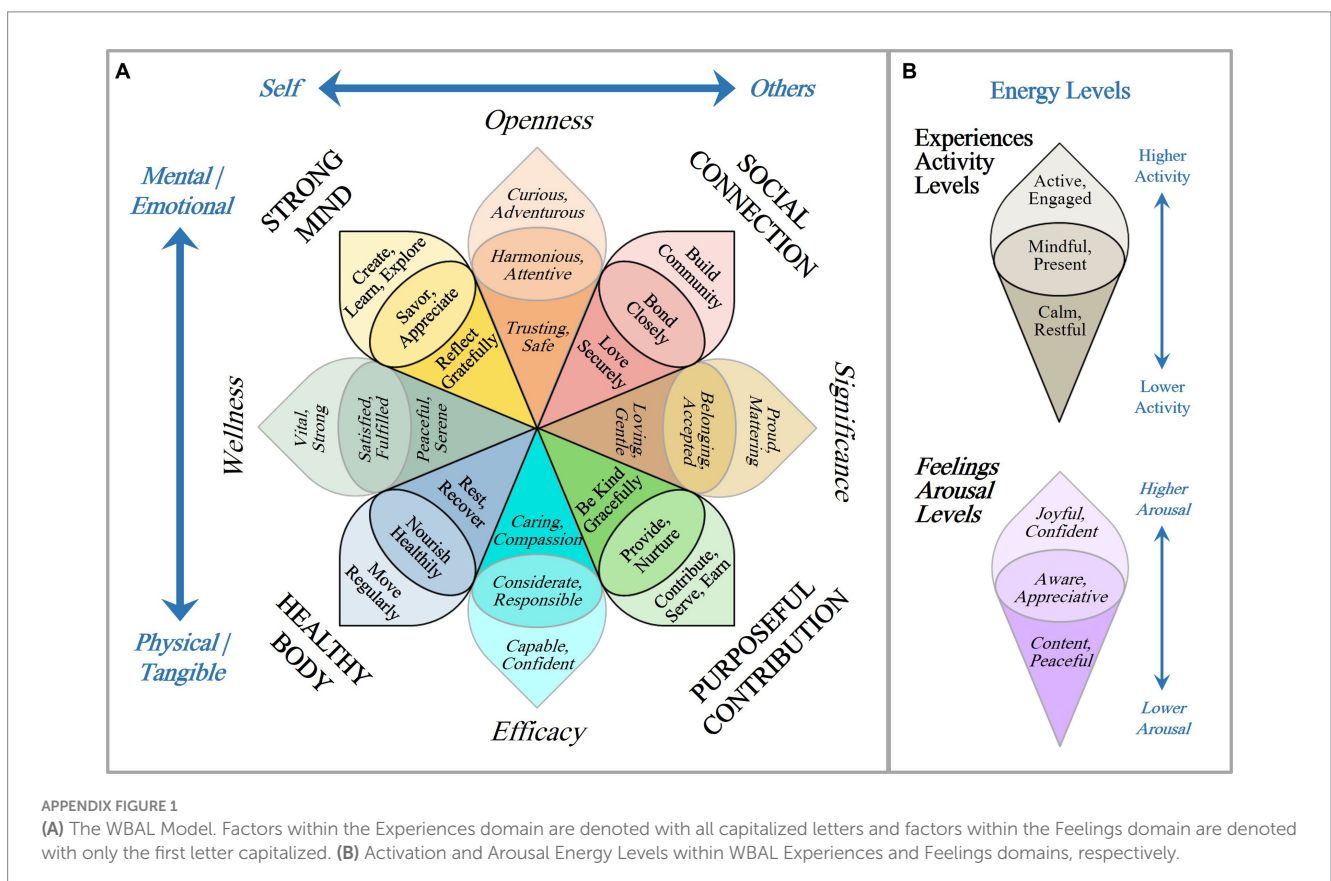 A
Self
Others
Openness
Mental /
Emotional
Physical /
Tangible
STRONG
MIND
SOCIAL
CONNECTION
Curious,
Adventurous
Harmonious,
Attentive
Trusting,
Safe
Create,
Learn, Explore
Savor,
Appreciate
Reflect
Gratefully
Build
Community
Bond
Closely
Love
Securely
Wellness
Vital,
Strong
Satisfied,
Fulfilled
Peaceful,
Serene
Loving,
Gentle
Belonging,
Accepted
Proud,
Mattering
Significance
Rest,
Recover
Nourish
Healthily
Move
Regularly
Caring,
Compassion
Considerate,
Responsible
Capable,
Confident
Be Kind
Gracefully
Provide,
Nurture
Contribute,
Serve, Earn
HEALTHY
BODY
PURPOSEFUL
CONTRIBUTION
Efficacy
B
Energy Levels
Experiences
Activity
Levels
Active,
Engaged
Mindful,
Present
Calm,
Restful
Higher
Activity
Lower
Activity
Feelings
Arousal
Levels
Joyful,
Confident
Aware,
Appreciative
Content,
Peaceful
Higher
Arousal
Lower
Arousal
APPENDIX FIGURE 1
(A) The WBAL Model. Factors within the Experiences domain are denoted with all capitalized letters and factors within the Feelings domain are denoted
with only the first letter capitalized. (B) Activation and Arousal Energy Levels within WBAL Experiences and Feelings domains, respectively.